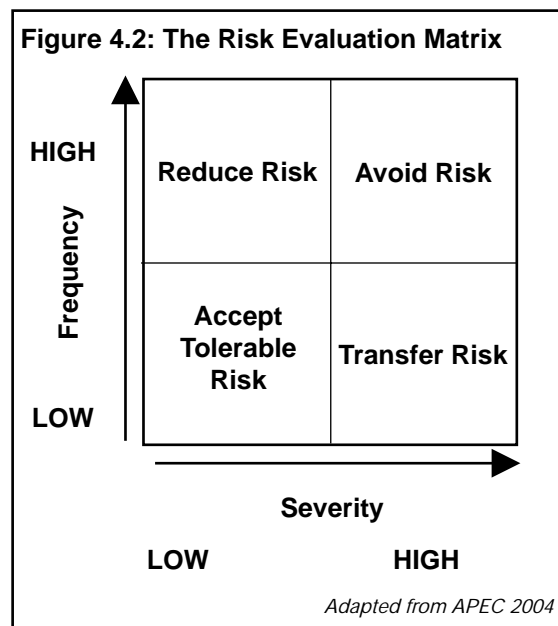 Figure 4.2: The Risk Evaluation Matrix
HIGH
Frequency
LOW
Reduce Risk
Avoid Risk
Accept
Tolerable
Risk
Transfer Risk
Severity
LOW
HIGH
Adapted from APEC 2004